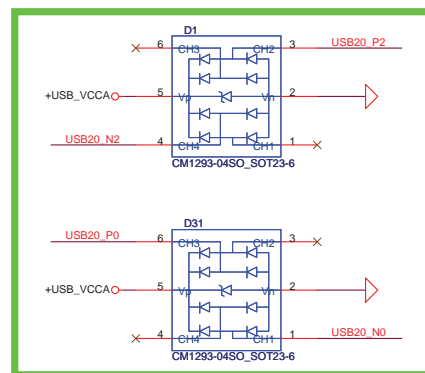 D1
6 CH3 CH2 3 USB20_P2
+USB_VCCA 5 Vp Vn 2
USB20_N2 4 CH4 CH1 1
CM1293-04SO_SOT23-6
D31
USB20_P0 6 CH3 CH2 3
+USB_VCCA 5 Vp Vn 2
4 CH4 CH1 1 USB20_N0
CM1293-04SO_SOT23-6